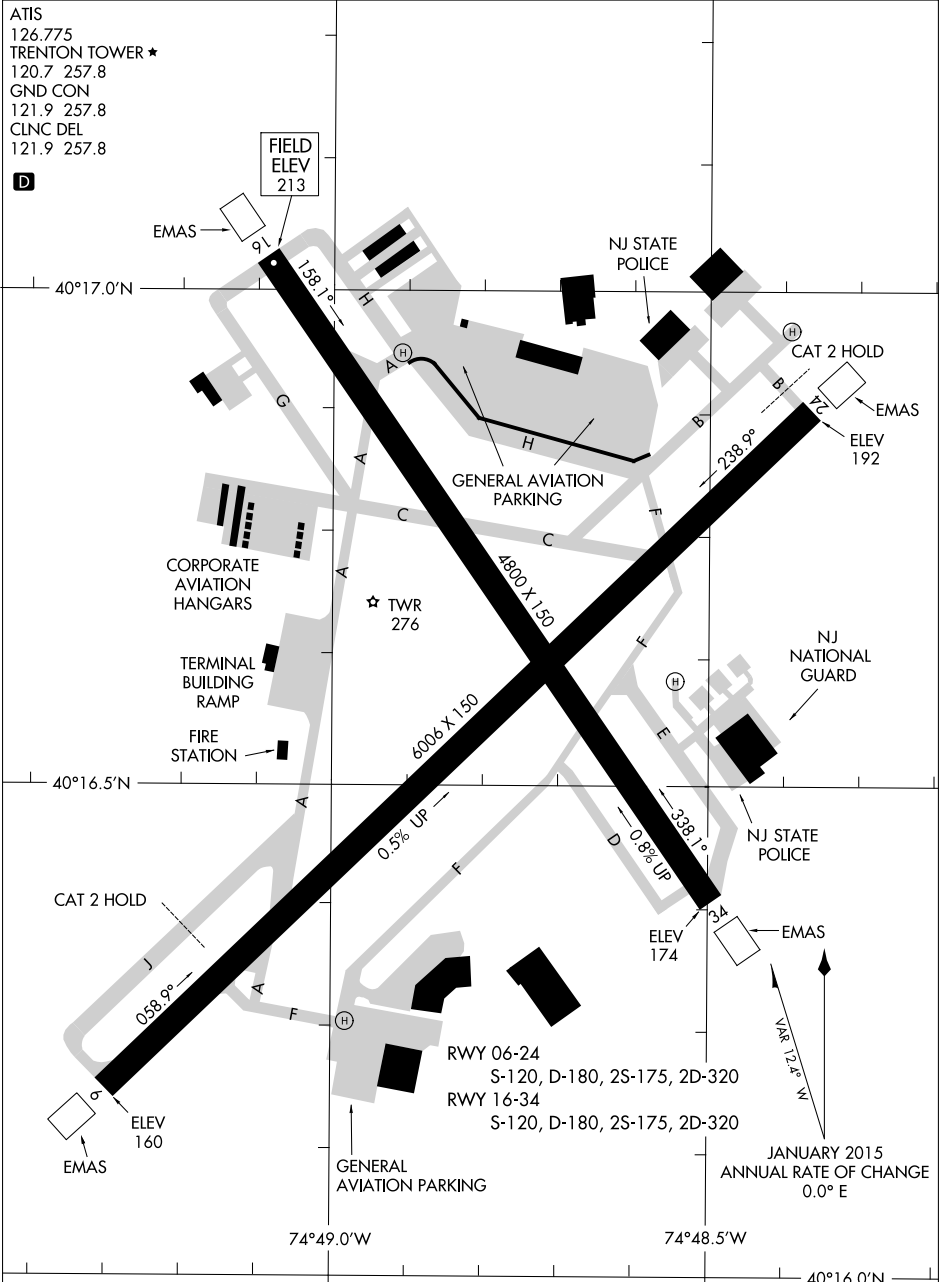 ATIS
126.775
TRENTON TOWER ★
120.7 257.8
GND CON
121.9 257.8
CLNC DEL
121.9 257.8
D
FIELD
ELEV
213
EMAS
16
158.1°
H
NJ STATE
POLICE
40°17.0'N
H
H
CAT 2 HOLD
A
B
EMAS
24
ELEV
192
G
B
H
238.9°
GENERAL AVIATION
PARKING
A
F
C
C
CORPORATE
AVIATION
HANGARS
A
4800 X 150
TWR
276
F
NJ
NATIONAL
GUARD
TERMINAL
BUILDING
RAMP
H
FIRE
STATION
6006 X 150
E
40°16.5'N
A
0.5% UP
338.1°
0.8% UP
D
NJ STATE
POLICE
F
CAT 2 HOLD
34
ELEV
174
EMAS
J
058.9°
A
F
H
VAR 12.4° W
RWY 06-24
S-120, D-180, 2S-175, 2D-320
RWY 16-34
S-120, D-180, 2S-175, 2D-320
6
ELEV
160
EMAS
GENERAL
AVIATION PARKING
JANUARY 2015
ANNUAL RATE OF CHANGE
0.0° E
74°49.0'W
74°48.5'W
40°16.0'N